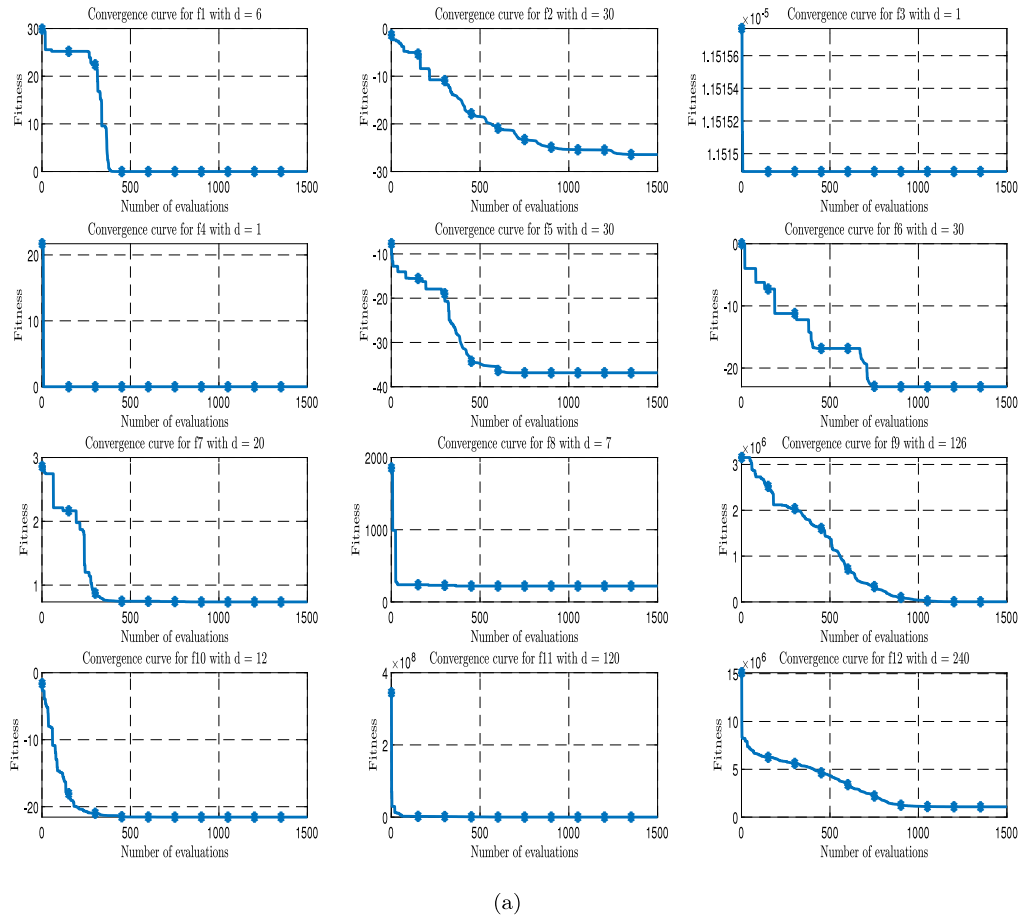 Convergence curve for f1 with d = 6
30
20
10
0
Fitness
0 500 1000 1500
Number of evaluations
Convergence curve for f2 with d = 30
0
-10
-20
-30
Fitness
0 500 1000 1500
Number of evaluations
Convergence curve for f3 with d = 1
×10-5
1.15156
1.15154
1.15152
1.1515
Fitness
0 500 1000 1500
Number of evaluations
Convergence curve for f4 with d = 1
20
10
0
Fitness
0 500 1000 1500
Number of evaluations
Convergence curve for f5 with d = 30
-10
-20
-30
-40
Fitness
0 500 1000 1500
Number of evaluations
Convergence curve for f6 with d = 30
0
-10
-20
Fitness
0 500 1000 1500
Number of evaluations
Convergence curve for f7 with d = 20
3
2
1
Fitness
0 500 1000 1500
Number of evaluations
Convergence curve for f8 with d = 7
2000
1000
0
Fitness
0 500 1000 1500
Number of evaluations
Convergence curve for f9 with d = 126
×10^6
3
2
1
0
Fitness
0 500 1000 1500
Number of evaluations
Convergence curve for f10 with d = 12
0
-10
-20
Fitness
0 500 1000 1500
Number of evaluations
Convergence curve for f11 with d = 120
×10^8
4
2
0
Fitness
0 500 1000 1500
Number of evaluations
Convergence curve for f12 with d = 240
×10^6
15
10
5
0
Fitness
0 500 1000 1500
Number of evaluations
(a)